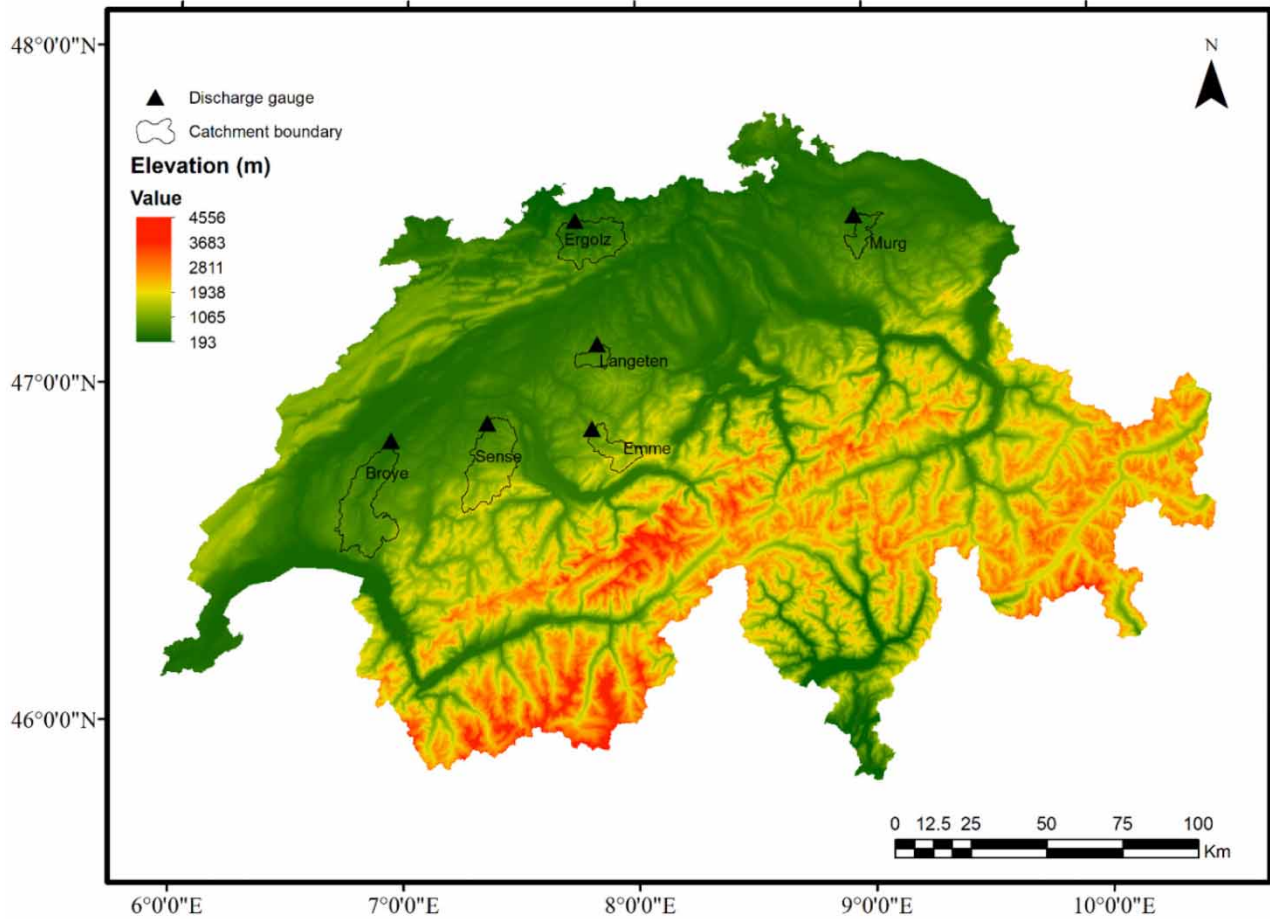 48°0'0"N
N
Discharge gauge
Catchment boundary
Elevation (m)
Value
4556
3683
2811
1938
1065
193
Ergolz
Murg
Langeten
47°0'0"N
Emme
Sense
Broye
46°0'0"N
0 12.5 25 50 75 100
Km
6°0'0"E 7°0'0"E 8°0'0"E 9°0'0"E 10°0'0"E